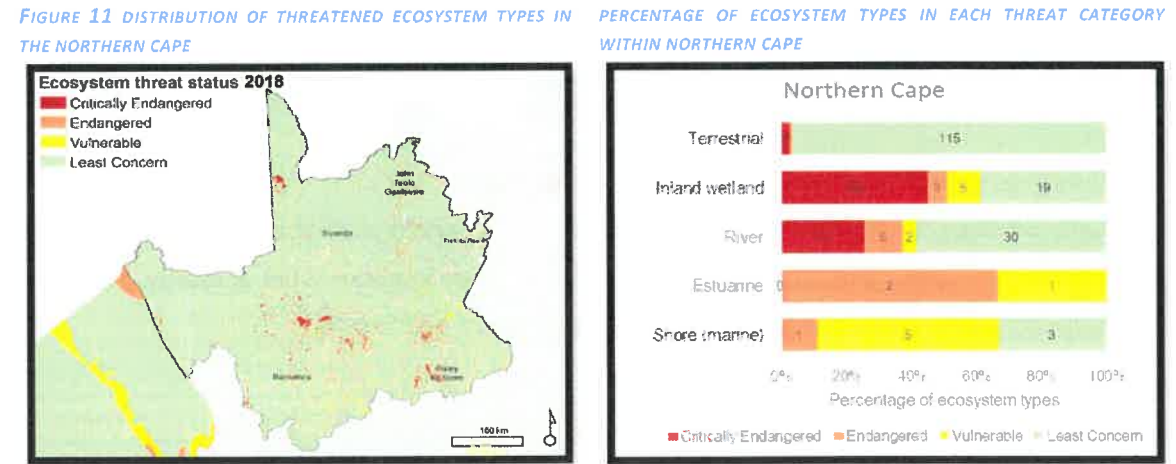 FIGURE 11 DISTRIBUTION OF THREATENED ECOSYSTEM TYPES IN
THE NORTHERN CAPE
PERCENTAGE OF ECOSYSTEM TYPES IN EACH THREAT CATEGORY
WITHIN NORTHERN CAPE
Ecosystem threat status 2018
Critically Endangered
Endangered
Vulnerable
Least Concern
John
Taolo
Gaetsewe
Siyanda
Namakwa
Pixley
100 km
Northern Cape
Terrestrial
115
Inland wetland
3
5
19
River
5
2
30
Estuarine
0
2
1
Shore (marine)
1
5
3
0%
20%
40%
60%
80%
100%
Percentage of ecosystem types
Critically Endangered
Endangered
Vulnerable
Least Concern